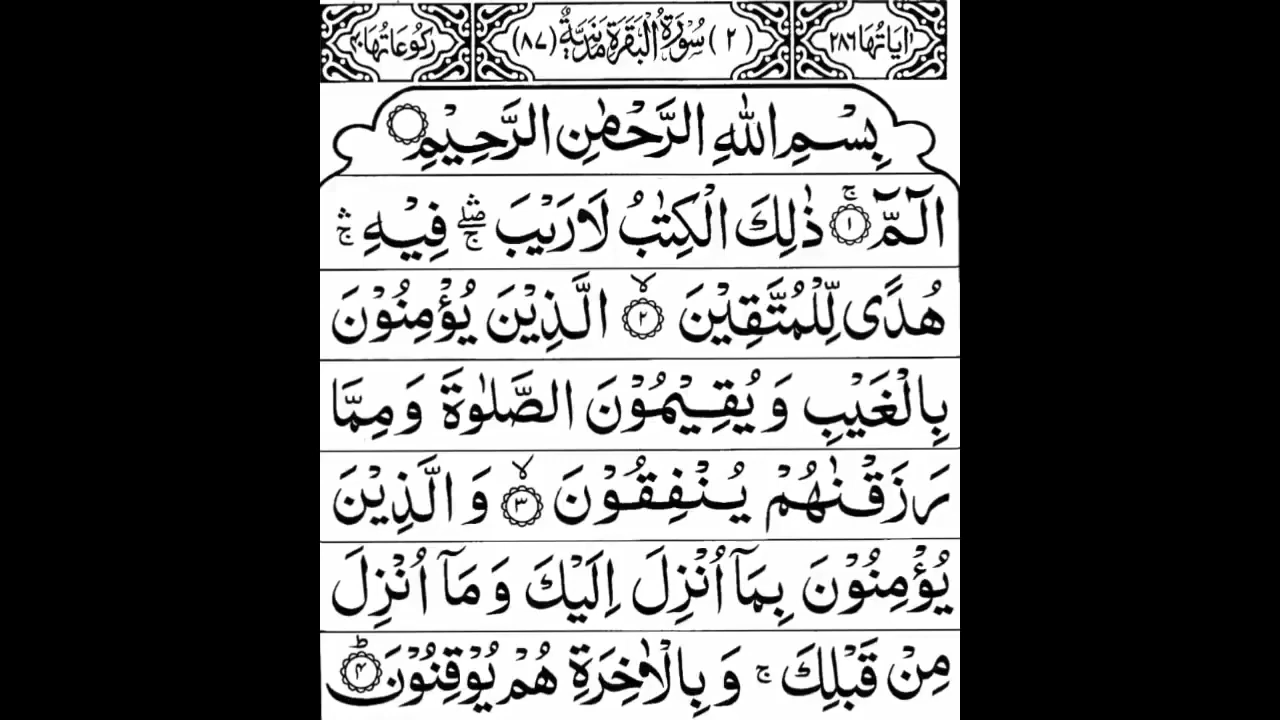 اٰيَاتُهَا ٢٨٦ (٢) سُوْرَةُ الْبَقَرَةِ مَدَنِيَّةٌ (٨٧) رُكُوْعَاتُهَا ٤٠
بِسْمِ اللّٰهِ الرَّحْمٰنِ الرَّحِيْمِ
الٓمّٓ ۚ ١ ذٰلِكَ الْكِتٰبُ لَا رَيْبَ ۛۖ ۚ فِيْهِ ۛۚ
هُدًى لِّلْمُتَّقِيْنَ ۙ ٢ الَّذِيْنَ يُؤْمِنُوْنَ
بِالْغَيْبِ وَ يُقِيْمُوْنَ الصَّلٰوةَ وَ مِمَّا
رَزَقْنٰهُمْ يُنْفِقُوْنَ ۙ ٣ وَ الَّذِيْنَ
يُؤْمِنُوْنَ بِمَاۤ اُنْزِلَ اِلَيْكَ وَ مَاۤ اُنْزِلَ
مِنْ قَبْلِكَ ۚ وَ بِالْاٰخِرَةِ هُمْ يُوْقِنُوْنَ ؕ ٤